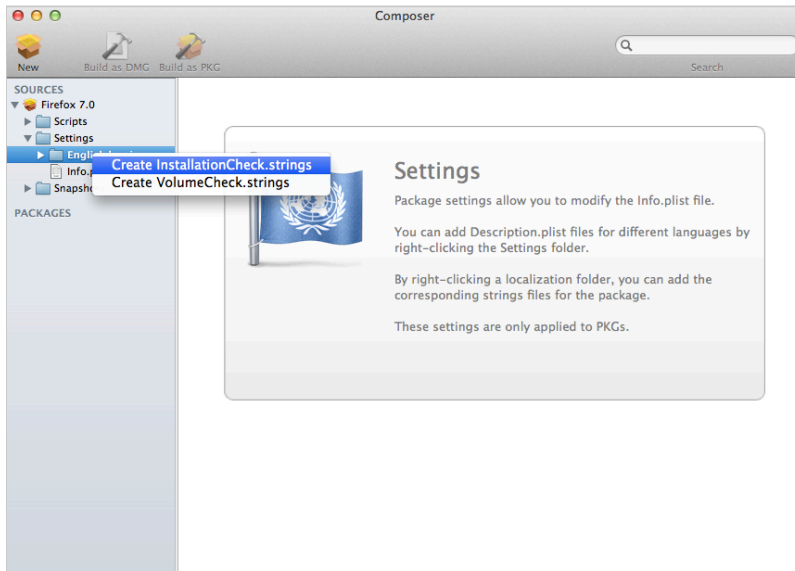 Composer
New
Build as DMG
Build as PKG
Search
SOURCES
Firefox 7.0
Scripts
Settings
Create InstallationCheck.strings
Create VolumeCheck.strings
PACKAGES
Settings
Package settings allow you to modify the Info.plist file.
You can add Description.plist files for different languages by
right-clicking the Settings folder.
By right-clicking a localization folder, you can add the
corresponding strings files for the package.
These settings are only applied to PKGs.